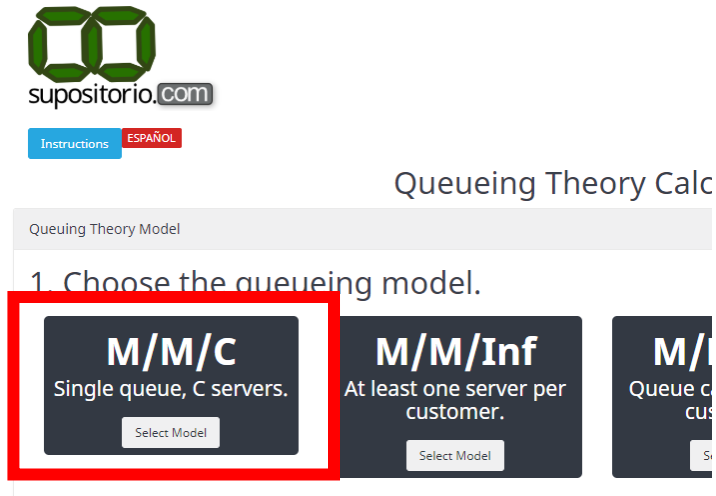 supositorio.com
Instructions
ESPAÑOL
Queueing Theory
Queuing Theory Model
1. Choose the queueing model.
M/M/C
Single queue, C servers.
Select Model
M/M/Inf
At least one server per
customer.
Select Model
Queue